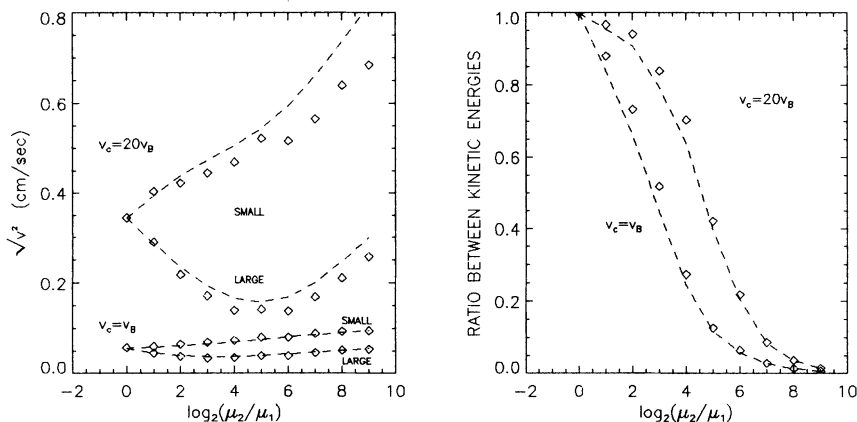 0.8
0.6
0.4
0.2
0.0
√v² (cm/sec)
v_c=20v_B
SMALL
LARGE
v_c=v_B
SMALL
LARGE
−2 0 2 4 6 8 10
log₂(μ₂/μ₁)
1.0
0.8
0.6
0.4
0.2
0.0
RATIO BETWEEN KINETIC ENERGIES
v_c=20v_B
v_c=v_B
−2 0 2 4 6 8 10
log₂(μ₂/μ₁)